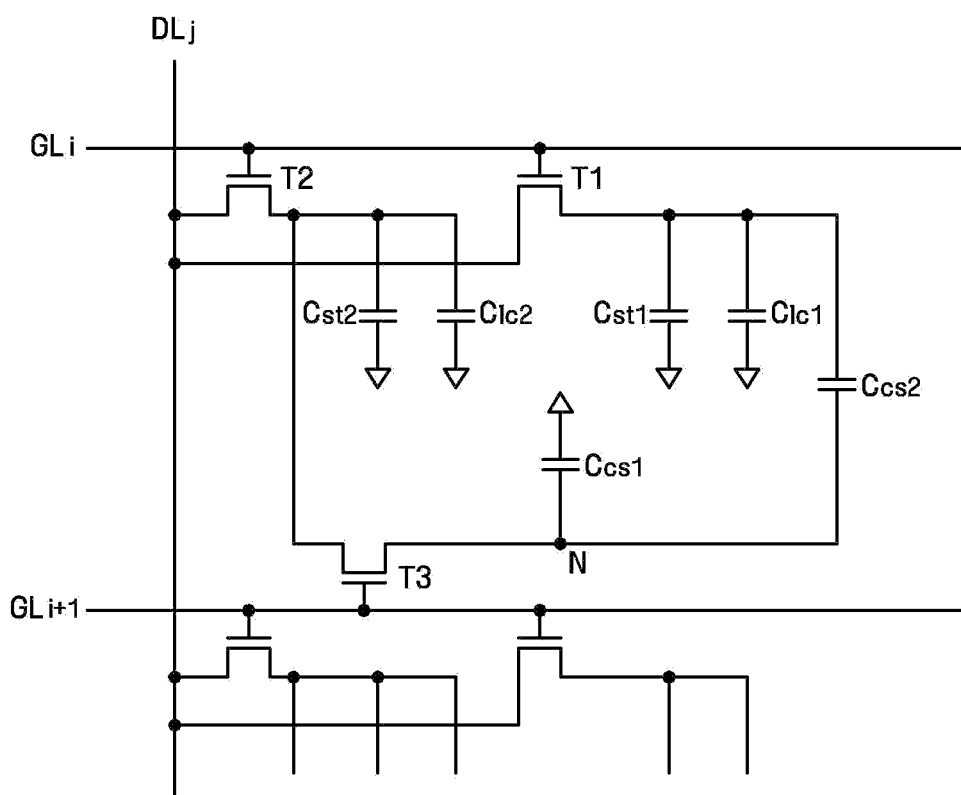 DLj
GLi
T2
T1
Cst2
Clc2
Cst1
Clc1
Ccs2
Ccs1
N
T3
GLi+1